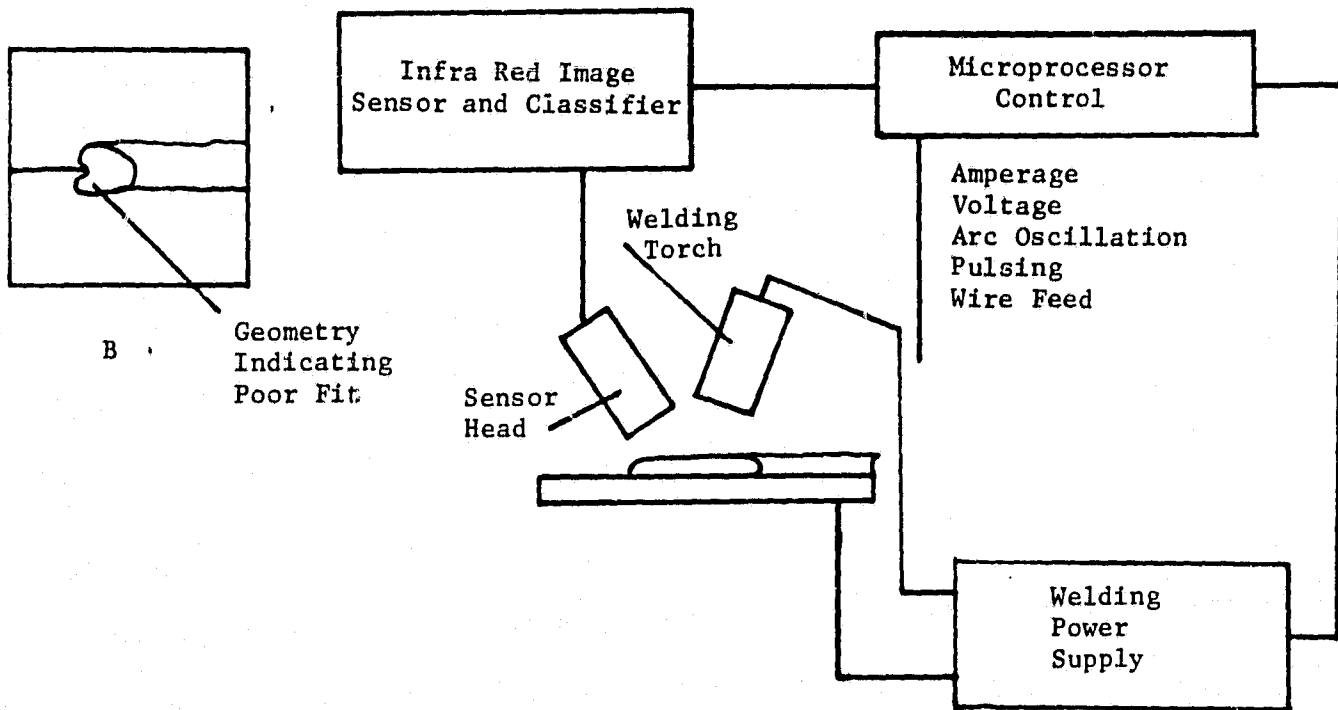 Infra Red Image
Sensor and Classifier
Microprocessor
Control
Amperage
Voltage
Arc Oscillation
Pulsing
Wire Feed
Welding
Torch
B
Geometry
Indicating
Poor Fit
Sensor
Head
Welding
Power
Supply